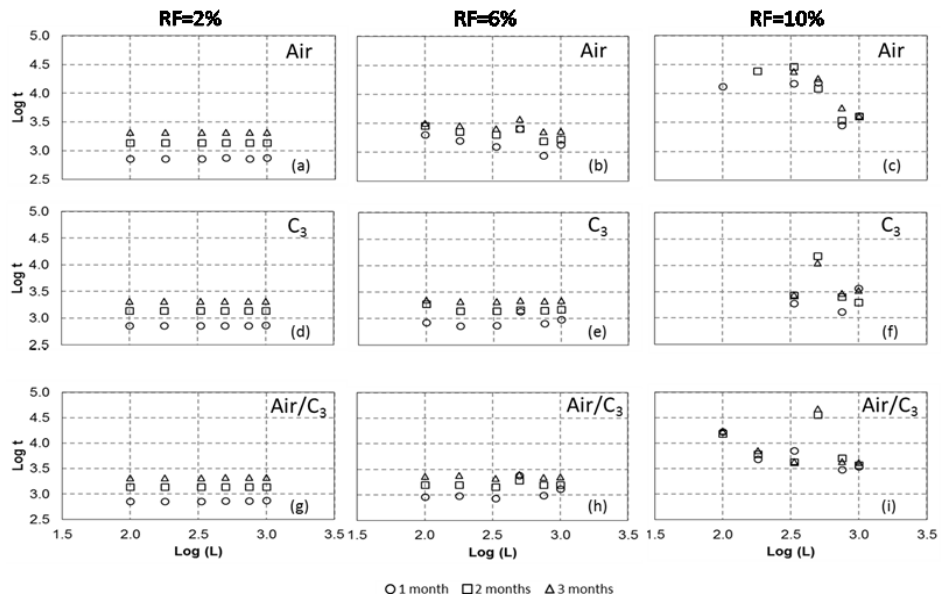 RF=2% RF=6% RF=10%
5.0 Air Air Air
4.5
4.0
Log t
3.5
3.0
2.5 (a) (b) (c)
5.0 C₃ C₃ C₃
4.5
4.0
Log t
3.5
3.0
2.5 (d) (e) (f)
5.0 Air/C₃ Air/C₃ Air/C₃
4.5
4.0
Log t
3.5
3.0
2.5 (g) (h) (i)
1.5 2.0 2.5 3.0 3.5 1.5 2.0 2.5 3.0 3.5 1.5 2.0 2.5 3.0 3.5
Log (L) Log (L) Log (L)
1 month 2 months 3 months